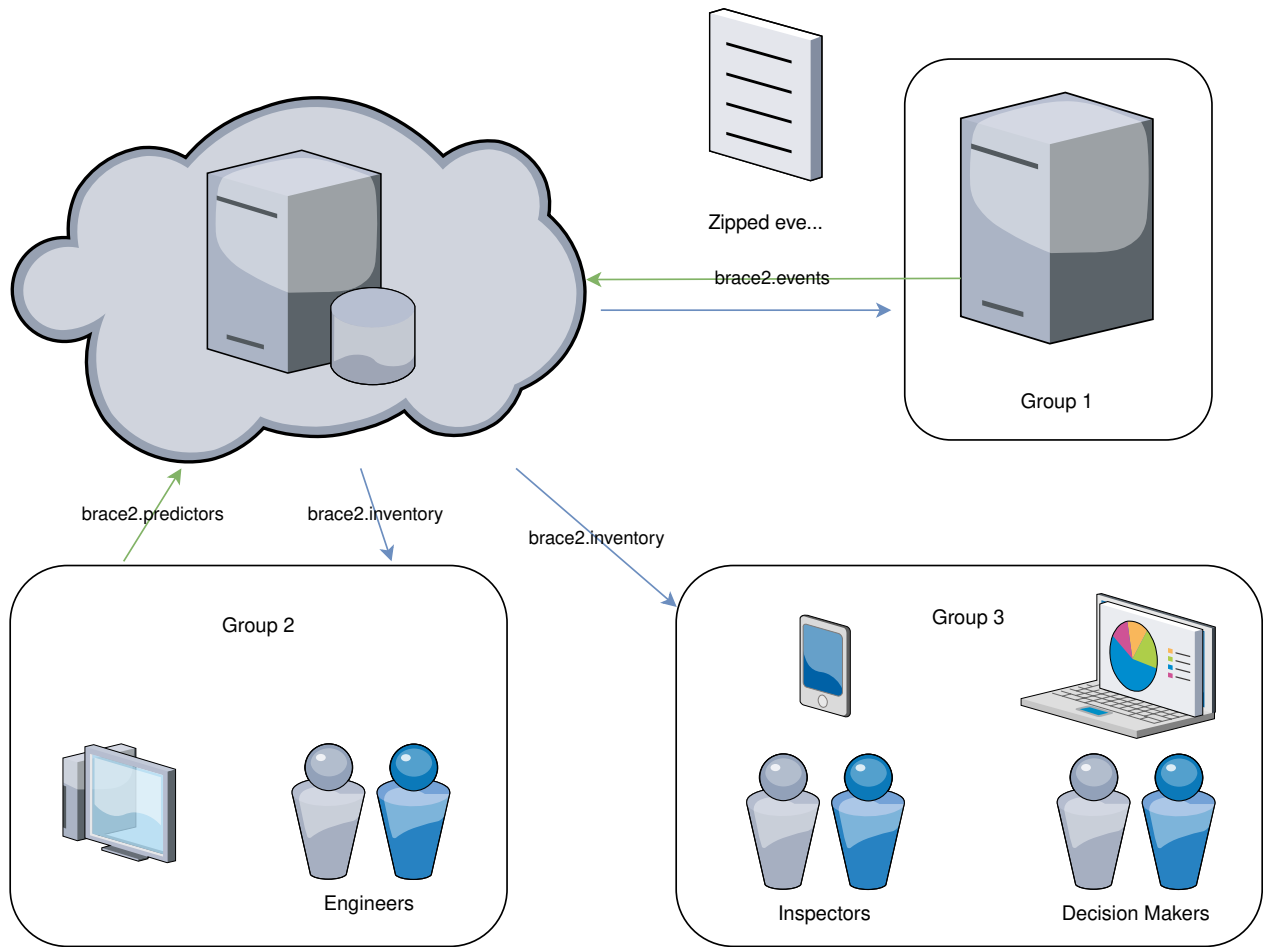 Zipped eve...
brace2.events
Group 1
brace2.predictors
brace2.inventory
brace2.inventory
Group 2
Group 3
Engineers
Inspectors
Decision Makers